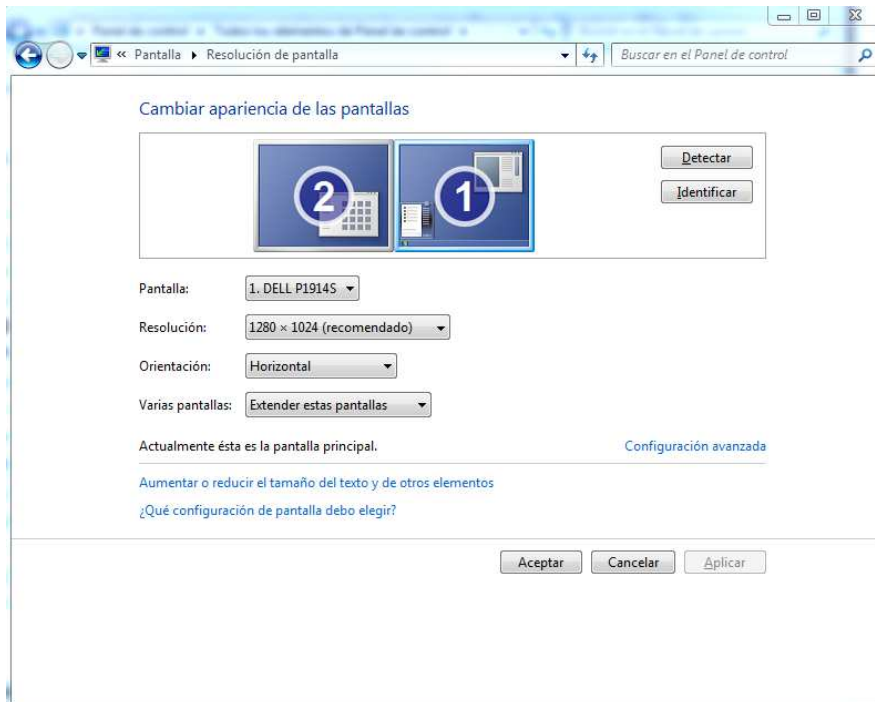 « Pantalla ▸ Resolución de pantalla Buscar en el Panel de control
Cambiar apariencia de las pantallas
2 1
Detectar
Identificar
Pantalla: 1. DELL P1914S
Resolución: 1280 × 1024 (recomendado)
Orientación: Horizontal
Varias pantallas: Extender estas pantallas
Actualmente ésta es la pantalla principal. Configuración avanzada
Aumentar o reducir el tamaño del texto y de otros elementos
¿Qué configuración de pantalla debo elegir?
Aceptar Cancelar Aplicar